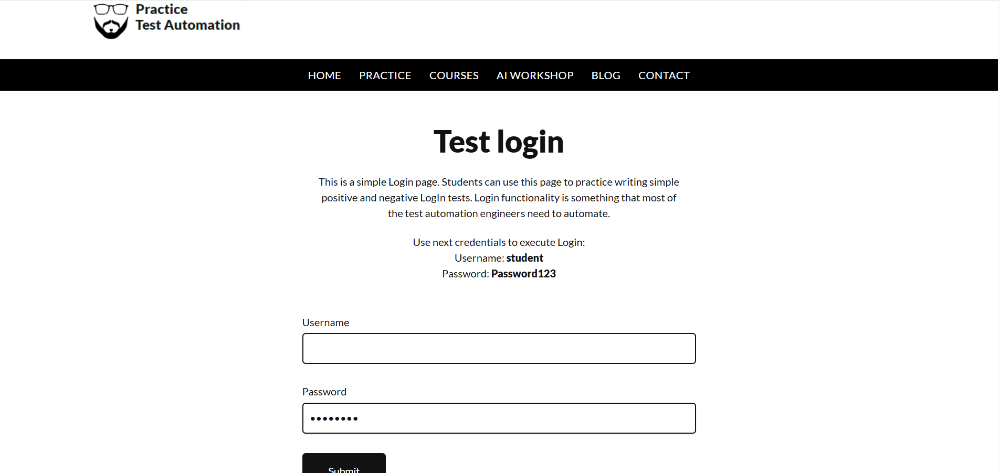 Practice
Test Automation
HOME PRACTICE COURSES AI WORKSHOP BLOG CONTACT
Test login
This is a simple Login page. Students can use this page to practice writing simple
positive and negative LogIn tests. Login functionality is something that most of
the test automation engineers need to automate.
Use next credentials to execute Login:
Username: student
Password: Password123
Username
Password
••••••••
Submit